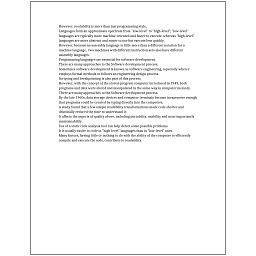 However, readability is more than just programming style.
Languages form an approximate spectrum from "low-level" to "high-level"; "low-level"
languages are typically more machine-oriented and faster to execute, whereas "high-level"
languages are more abstract and easier to use but execute less quickly.
However, because an assembly language is little more than a different notation for a
machine language, two machines with different instruction sets also have different
assembly languages.
Programming languages are essential for software development.
There are many approaches to the Software development process.
Sometimes software development is known as software engineering, especially when it
employs formal methods or follows an engineering design process.
Scripting and breakpointing is also part of this process.
However, with the concept of the stored-program computer introduced in 1949, both
programs and data were stored and manipulated in the same way in computer memory.
There are many approaches to the Software development process.
By the late 1960s, data storage devices and computer terminals became inexpensive enough
that programs could be created by typing directly into the computers.
A study found that a few simple readability transformations made code shorter and
drastically reduced the time to understand it.
It affects the aspects of quality above, including portability, usability and most importantly
maintainability.
Use of a static code analysis tool can help detect some possible problems.
It is usually easier to code in "high-level" languages than in "low-level" ones.
Many factors, having little or nothing to do with the ability of the computer to efficiently
compile and execute the code, contribute to readability.